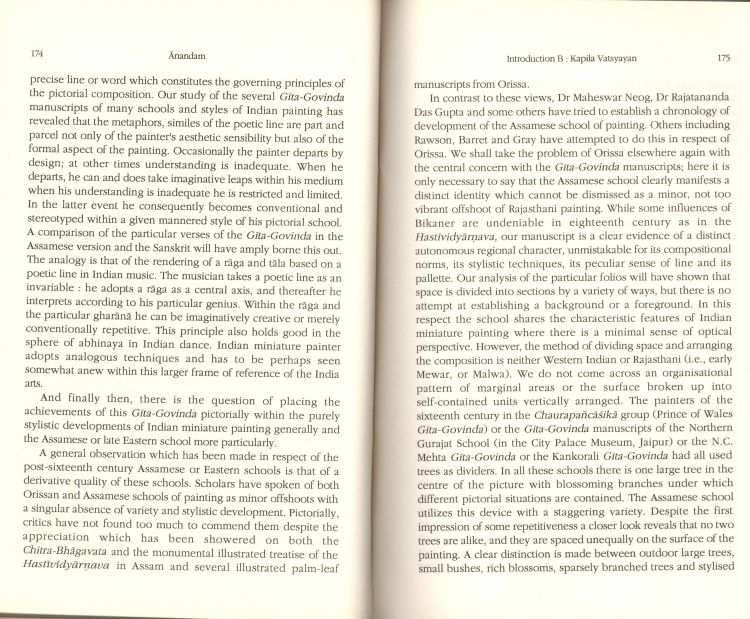 174
Ānandam
precise line or word which constitutes the governing principles of
the pictorial composition. Our study of the several Gīta-Govinda
manuscripts of many schools and styles of Indian painting has
revealed that the metaphors, similes of the poetic line are part and
parcel not only of the painter's aesthetic sensibility but also of the
formal aspect of the painting. Occasionally the painter departs by
design; at other times understanding is inadequate. When he
departs, he can and does take imaginative leaps within his medium
when his understanding is inadequate he is restricted and limited.
In the latter event he consequently becomes conventional and
stereotyped within a given mannered style of his pictorial school.
A comparison of the particular verses of the Gīta-Govinda in the
Assamese version and the Sanskrit will have amply borne this out.
The analogy is that of the rendering of a rāga and tāla based on a
poetic line in Indian music. The musician takes a poetic line as an
invariable : he adopts a rāga as a central axis, and thereafter he
interprets according to his particular genius. Within the rāga and
the particular gharānā he can be imaginatively creative or merely
conventionally repetitive. This principle also holds good in the
sphere of abhinaya in Indian dance. Indian miniature painter
adopts analogous techniques and has to be perhaps seen
somewhat anew within this larger frame of reference of the India
arts.
And finally then, there is the question of placing the
achievements of this Gīta-Govinda pictorially within the purely
stylistic developments of Indian miniature painting generally and
the Assamese or late Eastern school more particularly.
A general observation which has been made in respect of the
post-sixteenth century Assamese or Eastern schools is that of a
derivative quality of these schools. Scholars have spoken of both
Orissan and Assamese schools of painting as minor offshoots with
a singular absence of variety and stylistic development. Pictorially,
critics have not found too much to commend them despite the
appreciation which has been showered on both the
Chitra-Bhāgavata and the monumental illustrated treatise of the
Hastīvidyārṇava in Assam and several illustrated palm-leaf
Introduction B : Kapila Vatsyayan
175
manuscripts from Orissa.
In contrast to these views, Dr Maheswar Neog, Dr Rajatananda
Das Gupta and some others have tried to establish a chronology of
development of the Assamese school of painting. Others including
Rawson, Barret and Gray have attempted to do this in respect of
Orissa. We shall take the problem of Orissa elsewhere again with
the central concern with the Gīta-Govinda manuscripts; here it is
only necessary to say that the Assamese school clearly manifests a
distinct identity which cannot be dismissed as a minor, not too
vibrant offshoot of Rajasthani painting. While some influences of
Bikaner are undeniable in eighteenth century as in the
Hastīvidyārṇava, our manuscript is a clear evidence of a distinct
autonomous regional character, unmistakable for its compositional
norms, its stylistic techniques, its peculiar sense of line and its
pallette. Our analysis of the particular folios will have shown that
space is divided into sections by a variety of ways, but there is no
attempt at establishing a background or a foreground. In this
respect the school shares the characteristic features of Indian
miniature painting where there is a minimal sense of optical
perspective. However, the method of dividing space and arranging
the composition is neither Western Indian or Rajasthani (i.e., early
Mewar, or Malwa). We do not come across an organisational
pattern of marginal areas or the surface broken up into
self-contained units vertically arranged. The painters of the
sixteenth century in the Chaurapañcāśikā group (Prince of Wales
Gīta-Govinda) or the Gīta-Govinda manuscripts of the Northern
Gurajat School (in the City Palace Museum, Jaipur) or the N.C.
Mehta Gīta-Govinda or the Kankorali Gīta-Govinda had all used
trees as dividers. In all these schools there is one large tree in the
centre of the picture with blossoming branches under which
different pictorial situations are contained. The Assamese school
utilizes this device with a staggering variety. Despite the first
impression of some repetitiveness a closer look reveals that no two
trees are alike, and they are spaced unequally on the surface of the
painting. A clear distinction is made between outdoor large trees,
small bushes, rich blossoms, sparsely branched trees and stylised